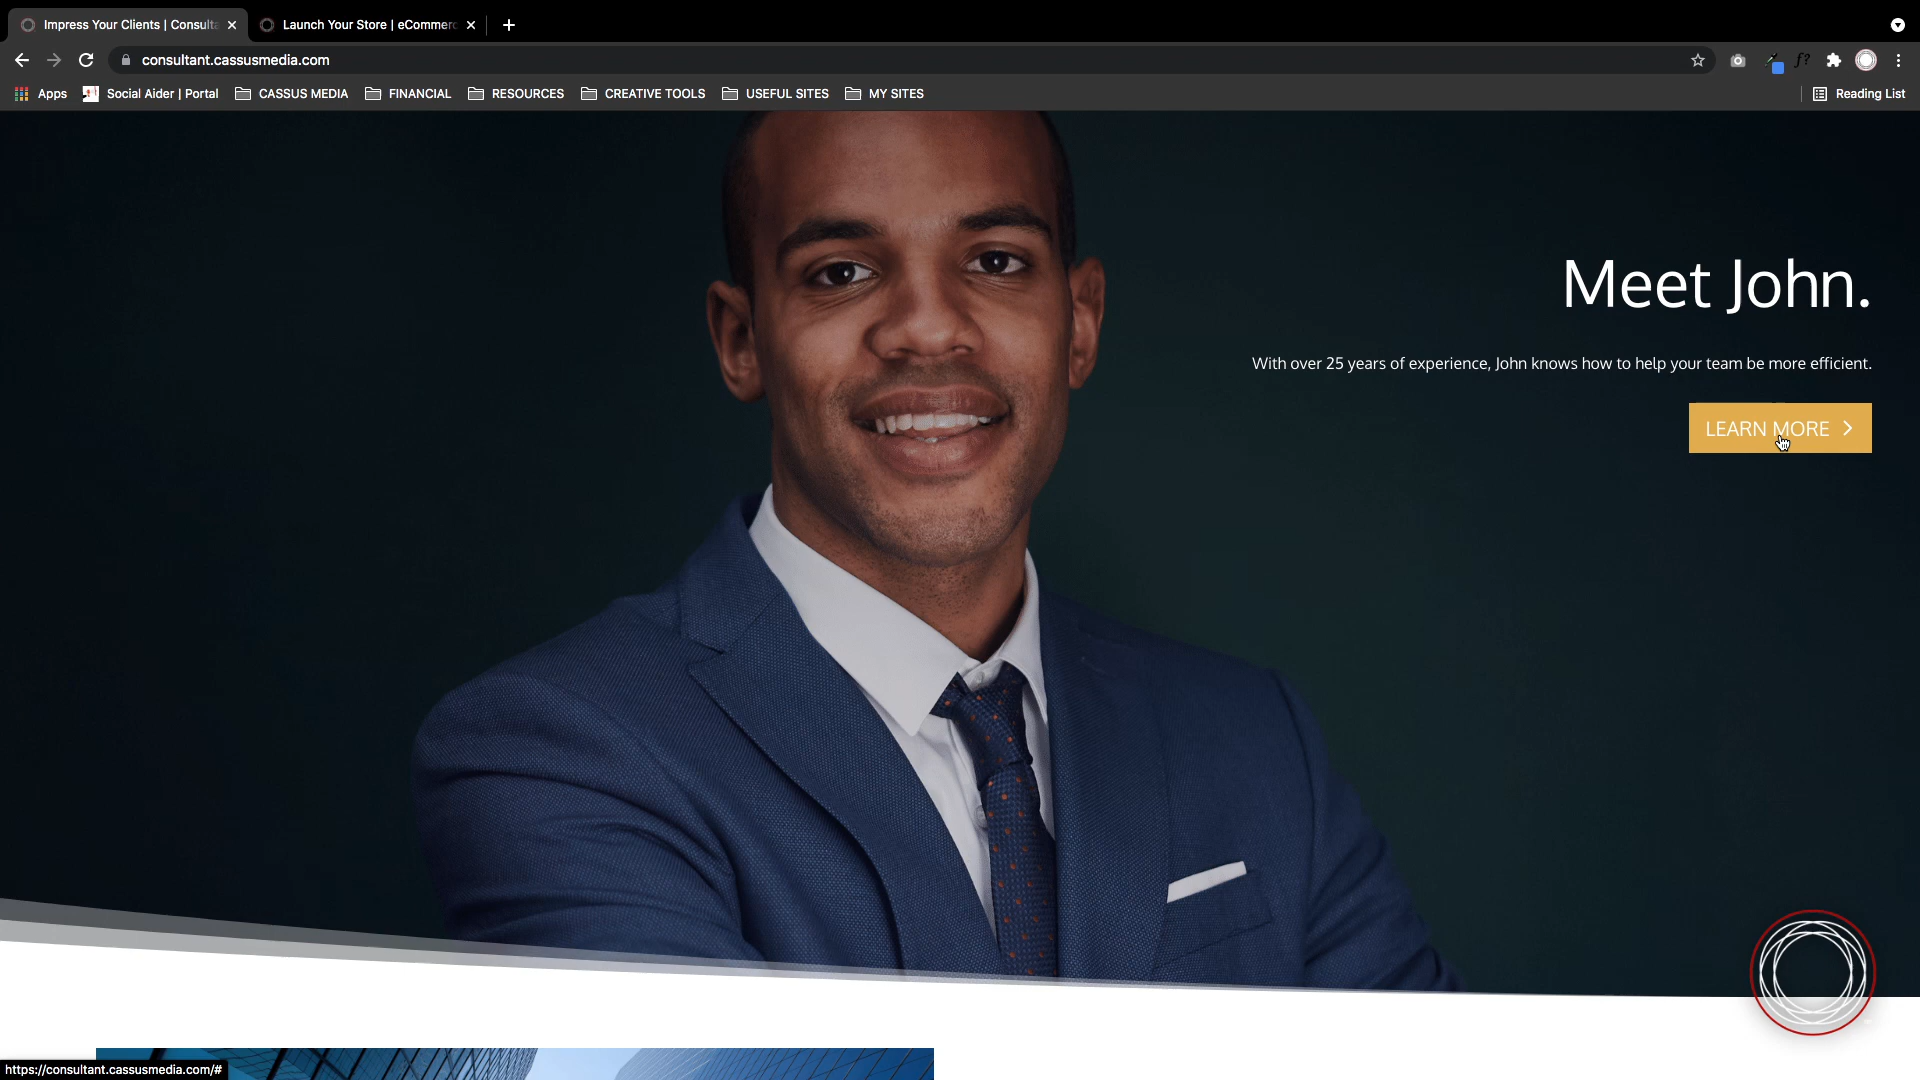 Impress Your Clients | Consulta
Launch Your Store | eCommerc
consultant.cassusmedia.com
f?
Apps
Social Aider | Portal
CASSUS MEDIA
FINANCIAL
RESOURCES
CREATIVE TOOLS
USEFUL SITES
MY SITES
Reading List
Meet John.
With over 25 years of experience, John knows how to help your team be more efficient.
LEARN MORE
https://consultant.cassusmedia.com/#